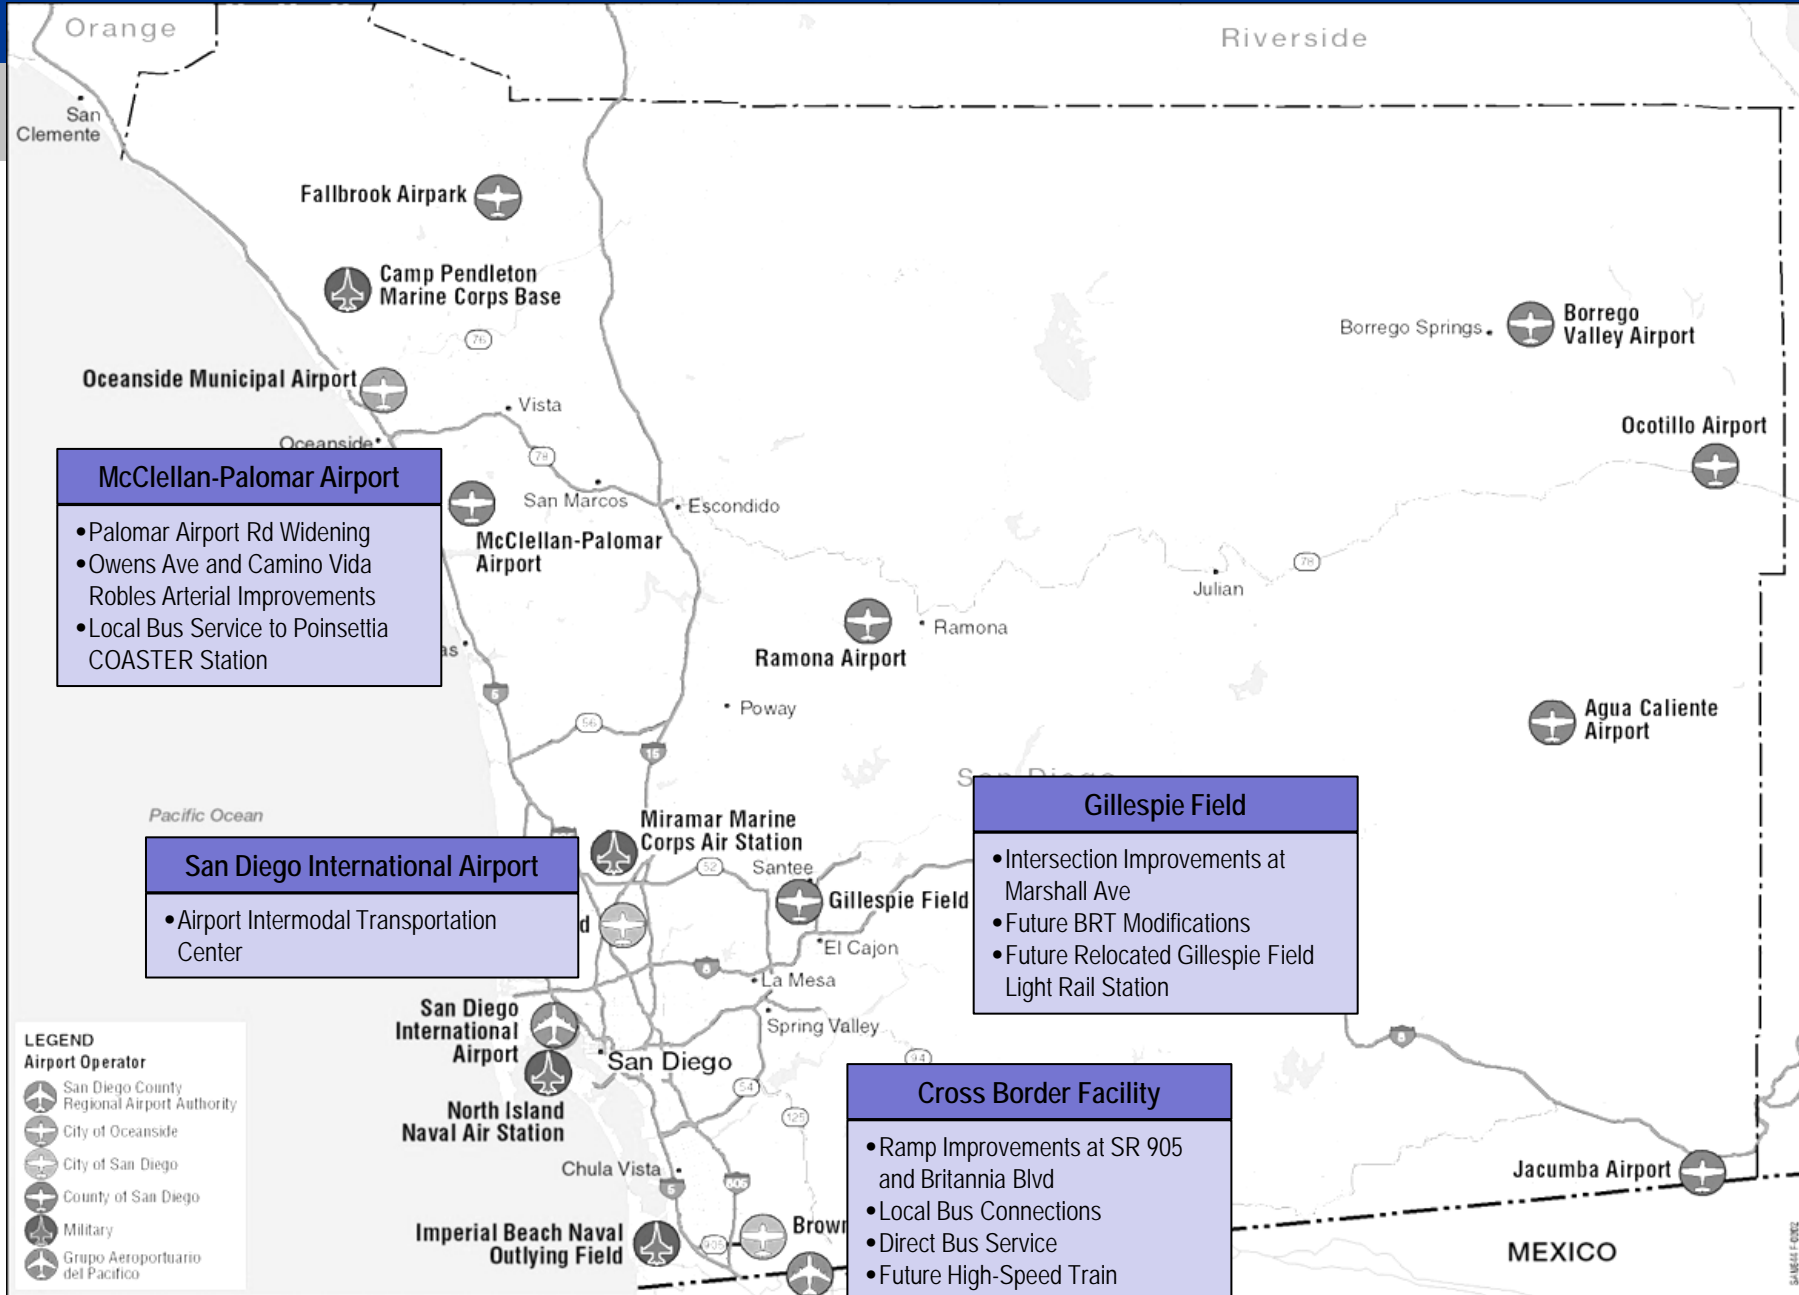 Orange
Riverside
San
Clemente
Fallbrook Airpark
Camp Pendleton
Marine Corps Base
76
Borrego Springs
Borrego
Valley Airport
Oceanside Municipal Airport
Vista
Oceanside
Ocotillo Airport
78
McClellan-Palomar Airport
•Palomar Airport Rd Widening
•Owens Ave and Camino Vida
Robles Arterial Improvements
•Local Bus Service to Poinsettia
COASTER Station
San Marcos
Escondido
McClellan-Palomar
Airport
78
Julian
Ramona
Ramona Airport
as
5
Poway
56
15
Agua Caliente
Airport
San Diego
Pacific Ocean
Miramar Marine
Corps Air Station
San Diego International Airport
•Airport Intermodal Transportation
Center
d
52
Santee
Gillespie Field
El Cajon
Gillespie Field
•Intersection Improvements at
Marshall Ave
•Future BRT Modifications
•Future Relocated Gillespie Field
Light Rail Station
8
La Mesa
San Diego
International
Airport
Spring Valley
San Diego
8
94
54
125
North Island
Naval Air Station
Chula Vista
5
805
Cross Border Facility
•Ramp Improvements at SR 905
and Britannia Blvd
•Local Bus Connections
•Direct Bus Service
•Future High-Speed Train
Jacumba Airport
Imperial Beach Naval
Outlying Field
905
Brown
MEXICO
LEGEND
Airport Operator
San Diego County
Regional Airport Authority
City of Oceanside
City of San Diego
County of San Diego
Military
Grupo Aeroportuario
del Pacifico